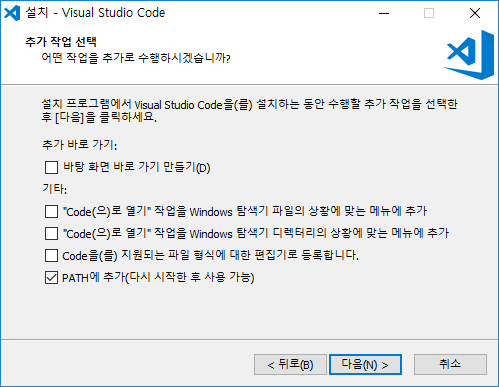 설치 - Visual Studio Code
추가 작업 선택
어떤 작업을 추가로 수행하시겠습니까?
설치 프로그램에서 Visual Studio Code을(를) 설치하는 동안 수행할 추가 작업을 선택한
후 [다음]을 클릭하세요.
추가 바로 가기:
바탕 화면 바로 가기 만들기(D)
기타:
"Code(으)로 열기" 작업을 Windows 탐색기 파일의 상황에 맞는 메뉴에 추가
"Code(으)로 열기" 작업을 Windows 탐색기 디렉터리의 상황에 맞는 메뉴에 추가
Code을(를) 지원되는 파일 형식에 대한 편집기로 등록합니다.
PATH에 추가(다시 시작한 후 사용 가능)
< 뒤로(B)
다음(N) >
취소